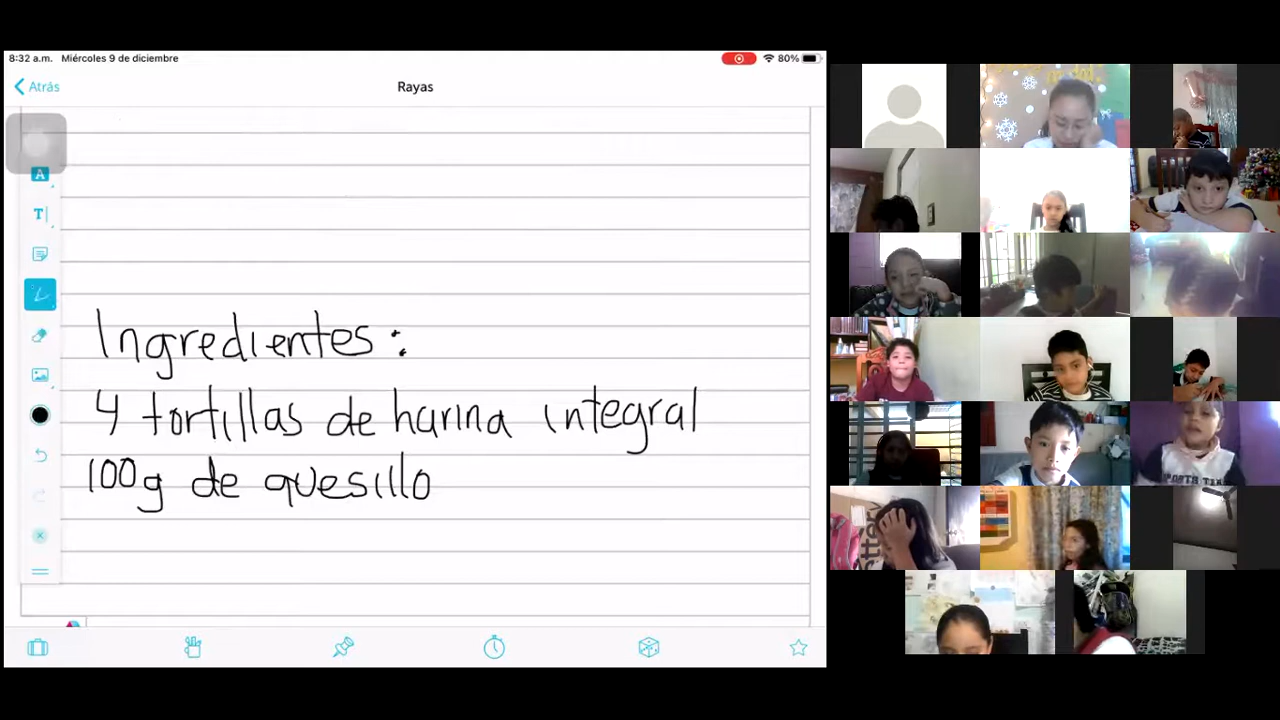 8:32 a.m. Miércoles 9 de diciembre
80%
Atrás
Rayas
A
T
Ingredientes:
4 tortillas de harina integral
100g de quesillo